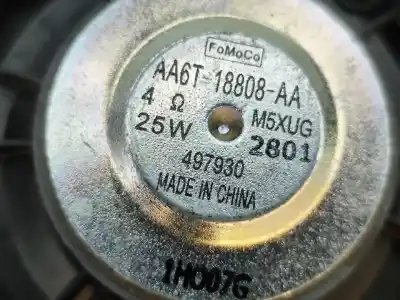 FoMoCo
AA6T-18808-AA
4 Ω
M5XUG
25W
2801
497930
MADE IN CHINA
1H007G